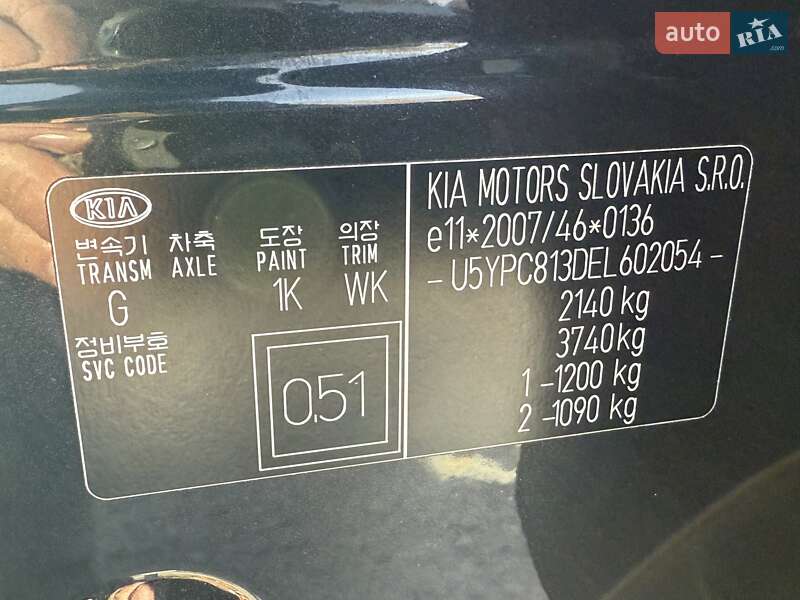 auto RIA.com
KIA
변속기 차축 도장 의장
TRANSM AXLE PAINT TRIM
G 1K WK
정비부호
SVC CODE
0,51
KIA MOTORS SLOVAKIA S.R.O.
e11*2007/46*0136
- U5YPC813DEL602054 -
2140 kg
3740 kg
1 -1200 kg
2 -1090 kg